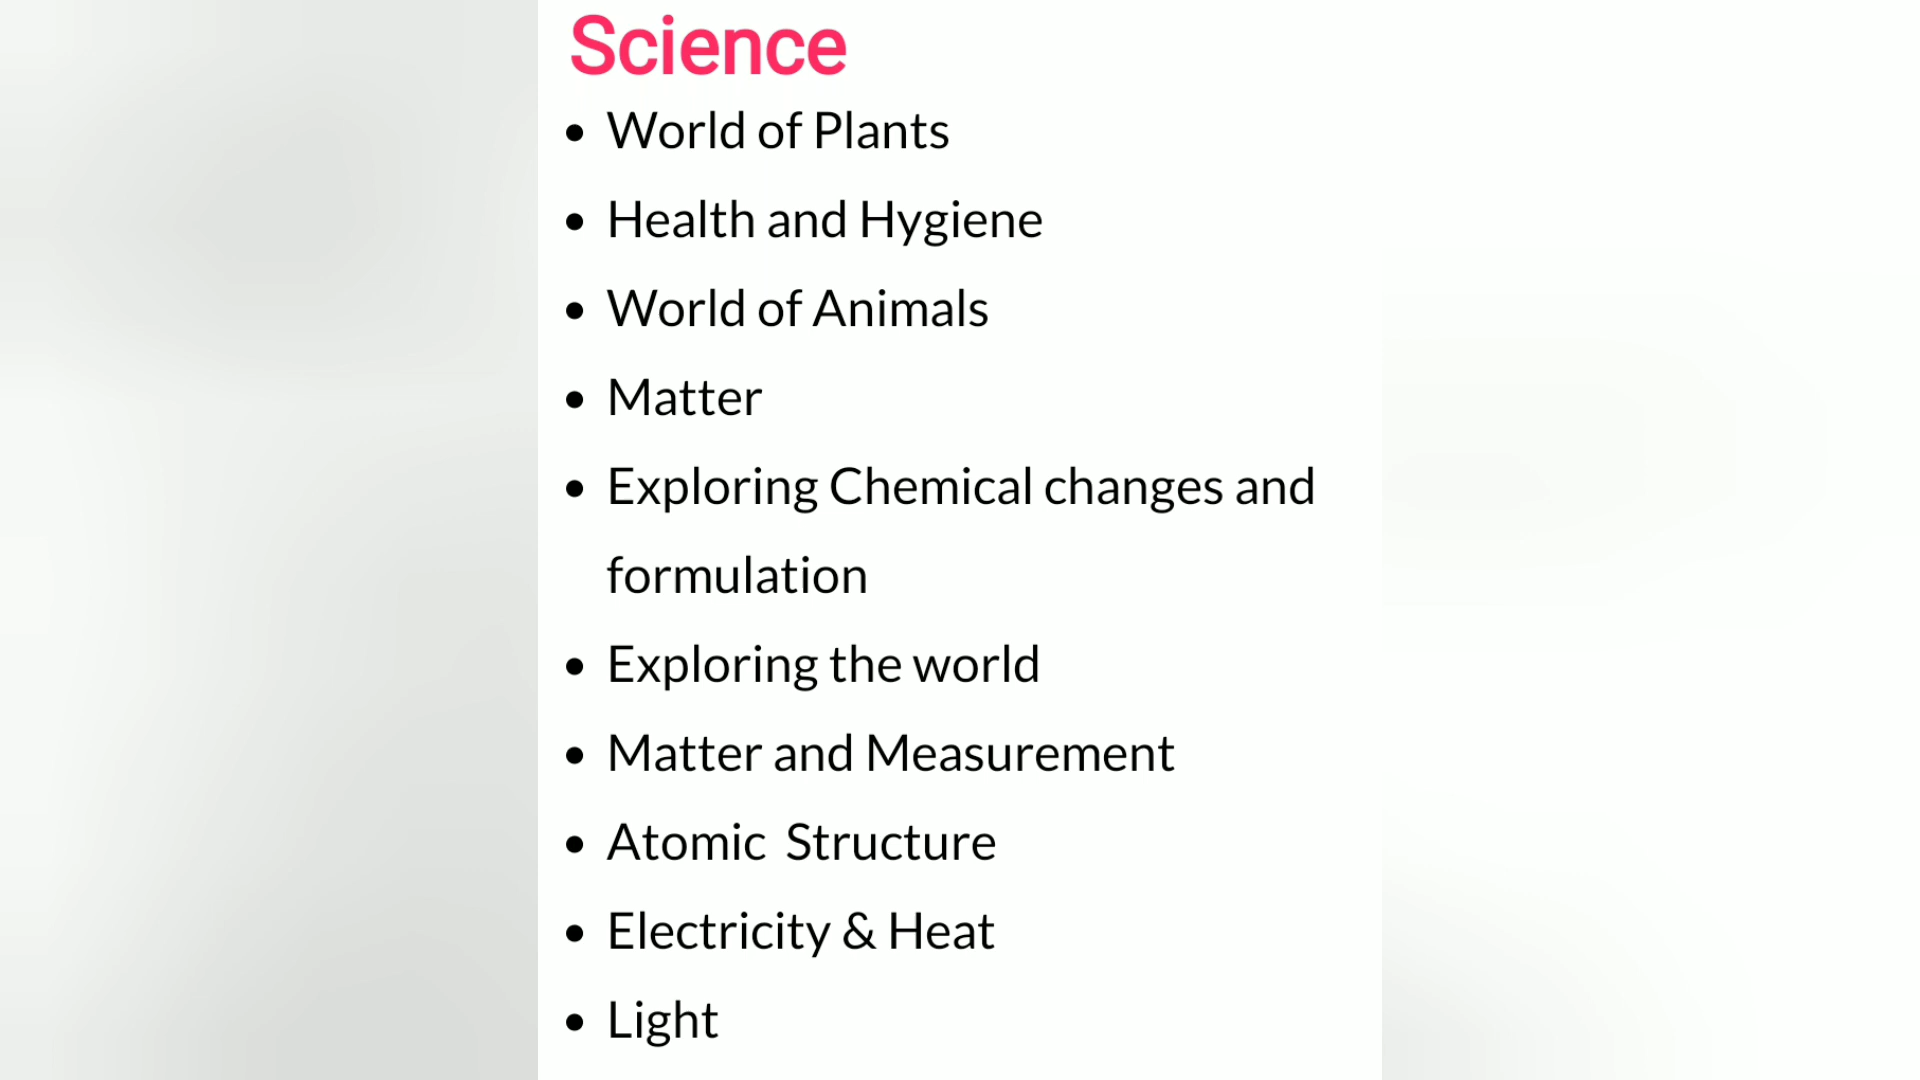 Science
• World of Plants
• Health and Hygiene
• World of Animals
• Matter
• Exploring Chemical changes and
formulation
• Exploring the world
• Matter and Measurement
• Atomic  Structure
• Electricity & Heat
• Light